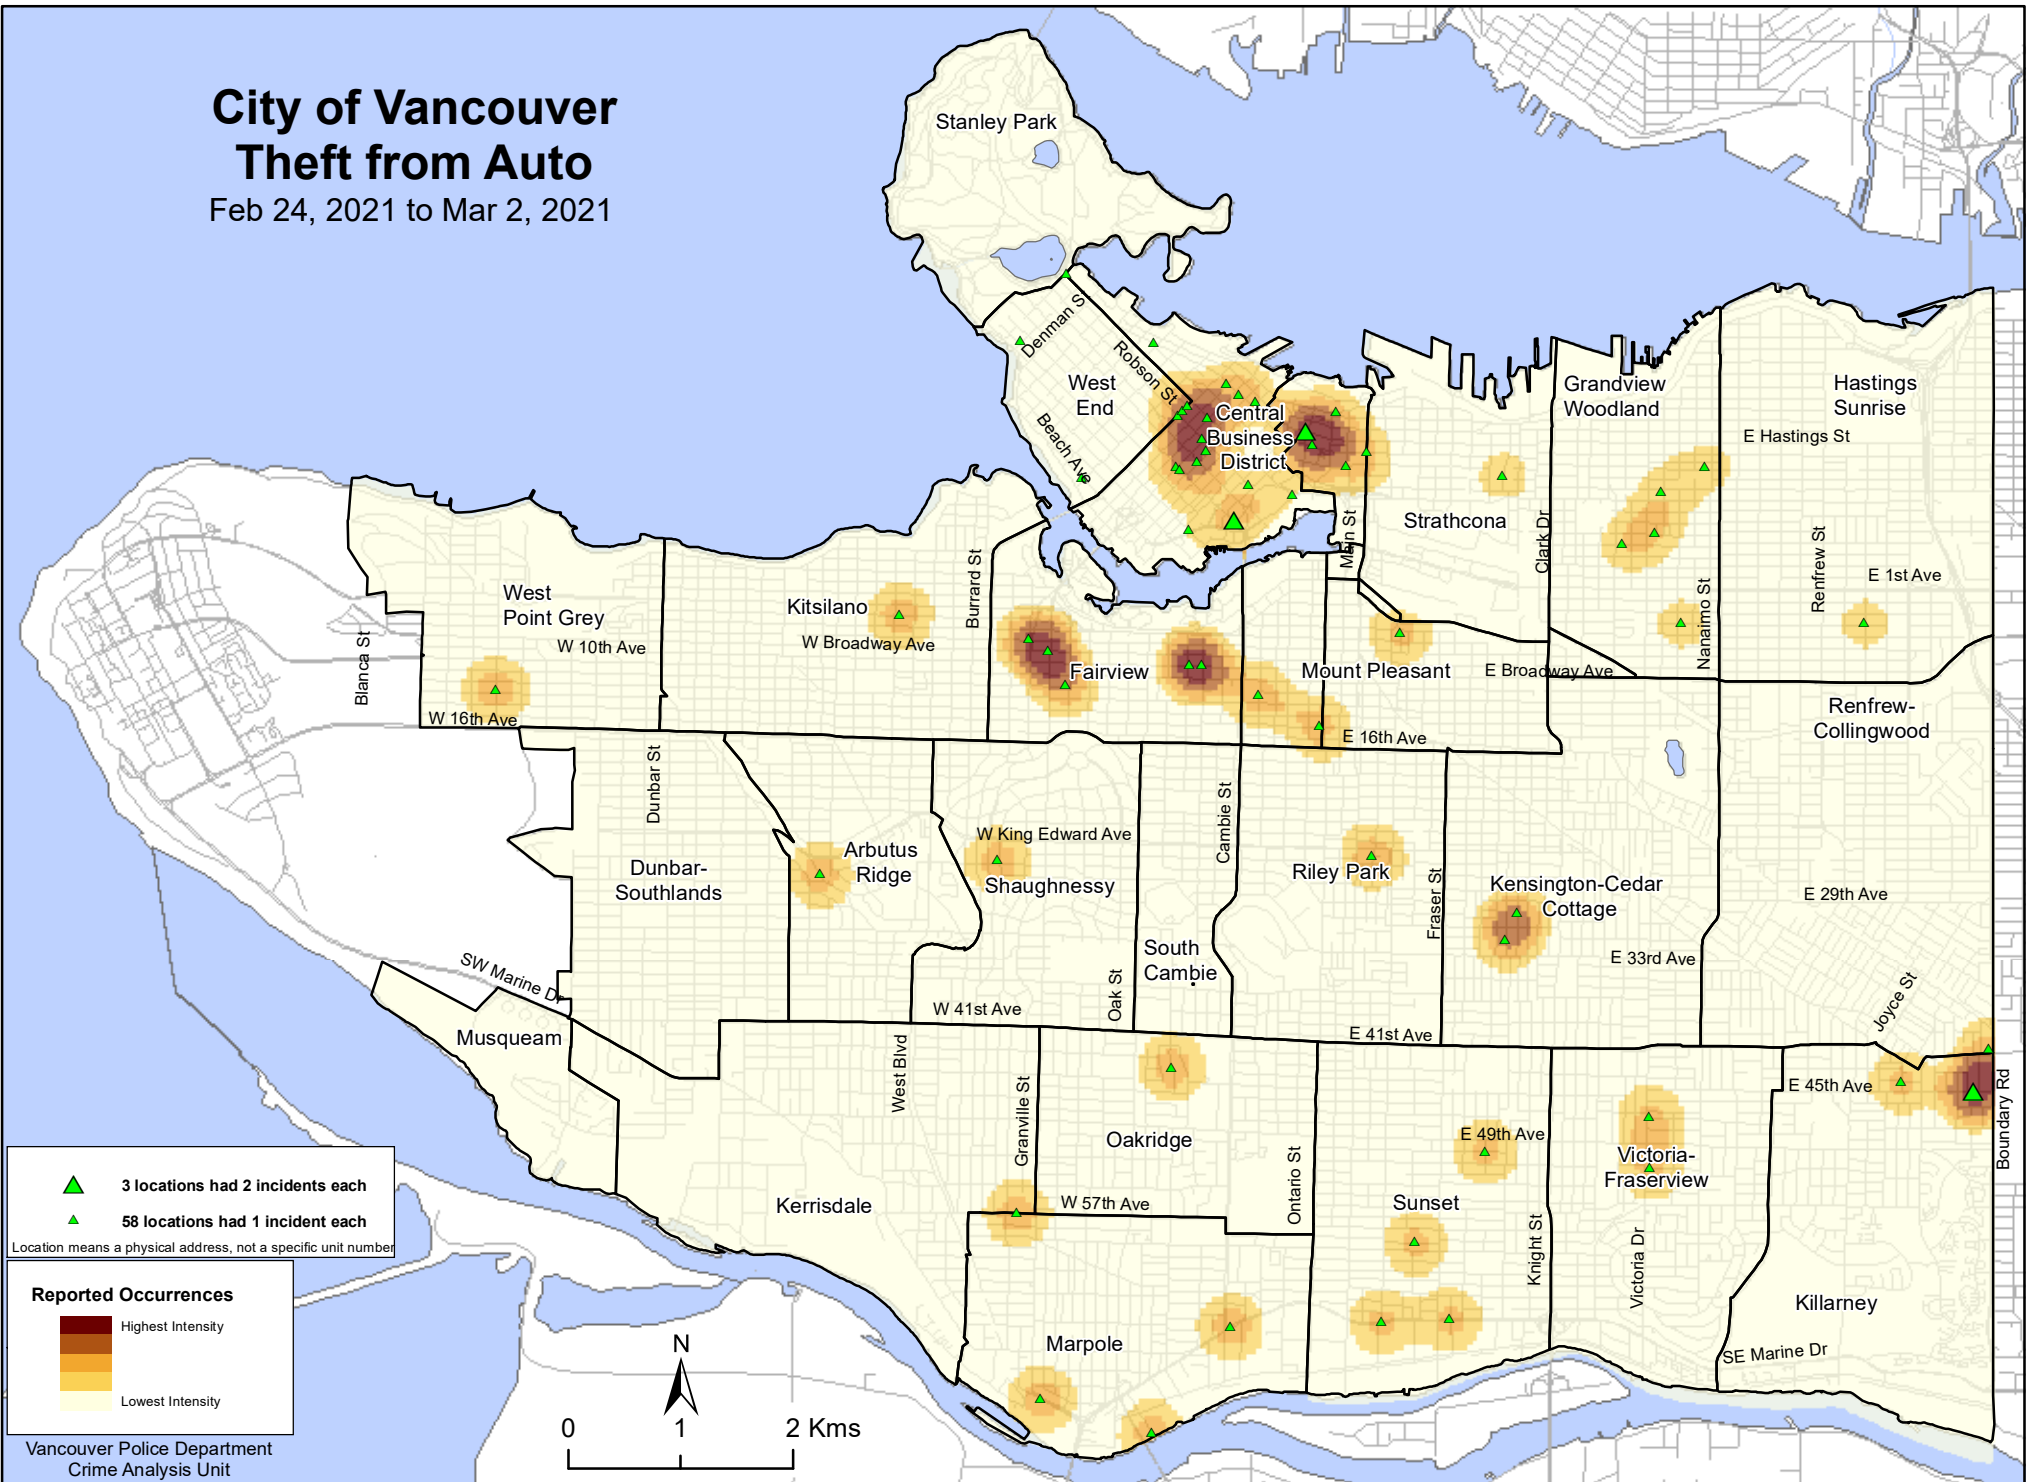 City of Vancouver
Theft from Auto
Feb 24, 2021 to Mar 2, 2021
Stanley Park
Denman S
Robson St
West
End
Beach Ave
Central
Business
District
Main St
Strathcona
Clark Dr
Grandview
Woodland
Hastings
Sunrise
E Hastings St
Nanaimo St
Renfrew St
E 1st Ave
West
Point Grey
W 10th Ave
Blanca St
W 16th Ave
Kitsilano
W Broadway Ave
Burrard St
Fairview
Mount Pleasant
E Broadway Ave
E 16th Ave
Renfrew-
Collingwood
Dunbar St
Dunbar-
Southlands
Arbutus
Ridge
W King Edward Ave
Shaughnessy
Cambie St
South
Cambie
Oak St
W 41st Ave
Riley Park
Fraser St
Kensington-Cedar
Cottage
E 29th Ave
E 33rd Ave
Joyce St
E 41st Ave
SW Marine Dr
Musqueam
West Blvd
Granville St
Oakridge
W 57th Ave
Ontario St
E 49th Ave
Sunset
Knight St
Victoria-
Fraserview
Victoria Dr
E 45th Ave
Boundary Rd
Killarney
SE Marine Dr
Kerrisdale
Marpole
3 locations had 2 incidents each
58 locations had 1 incident each
Location means a physical address, not a specific unit number
Reported Occurrences
Highest Intensity
Lowest Intensity
Vancouver Police Department
Crime Analysis Unit
N
0 1 2 Kms